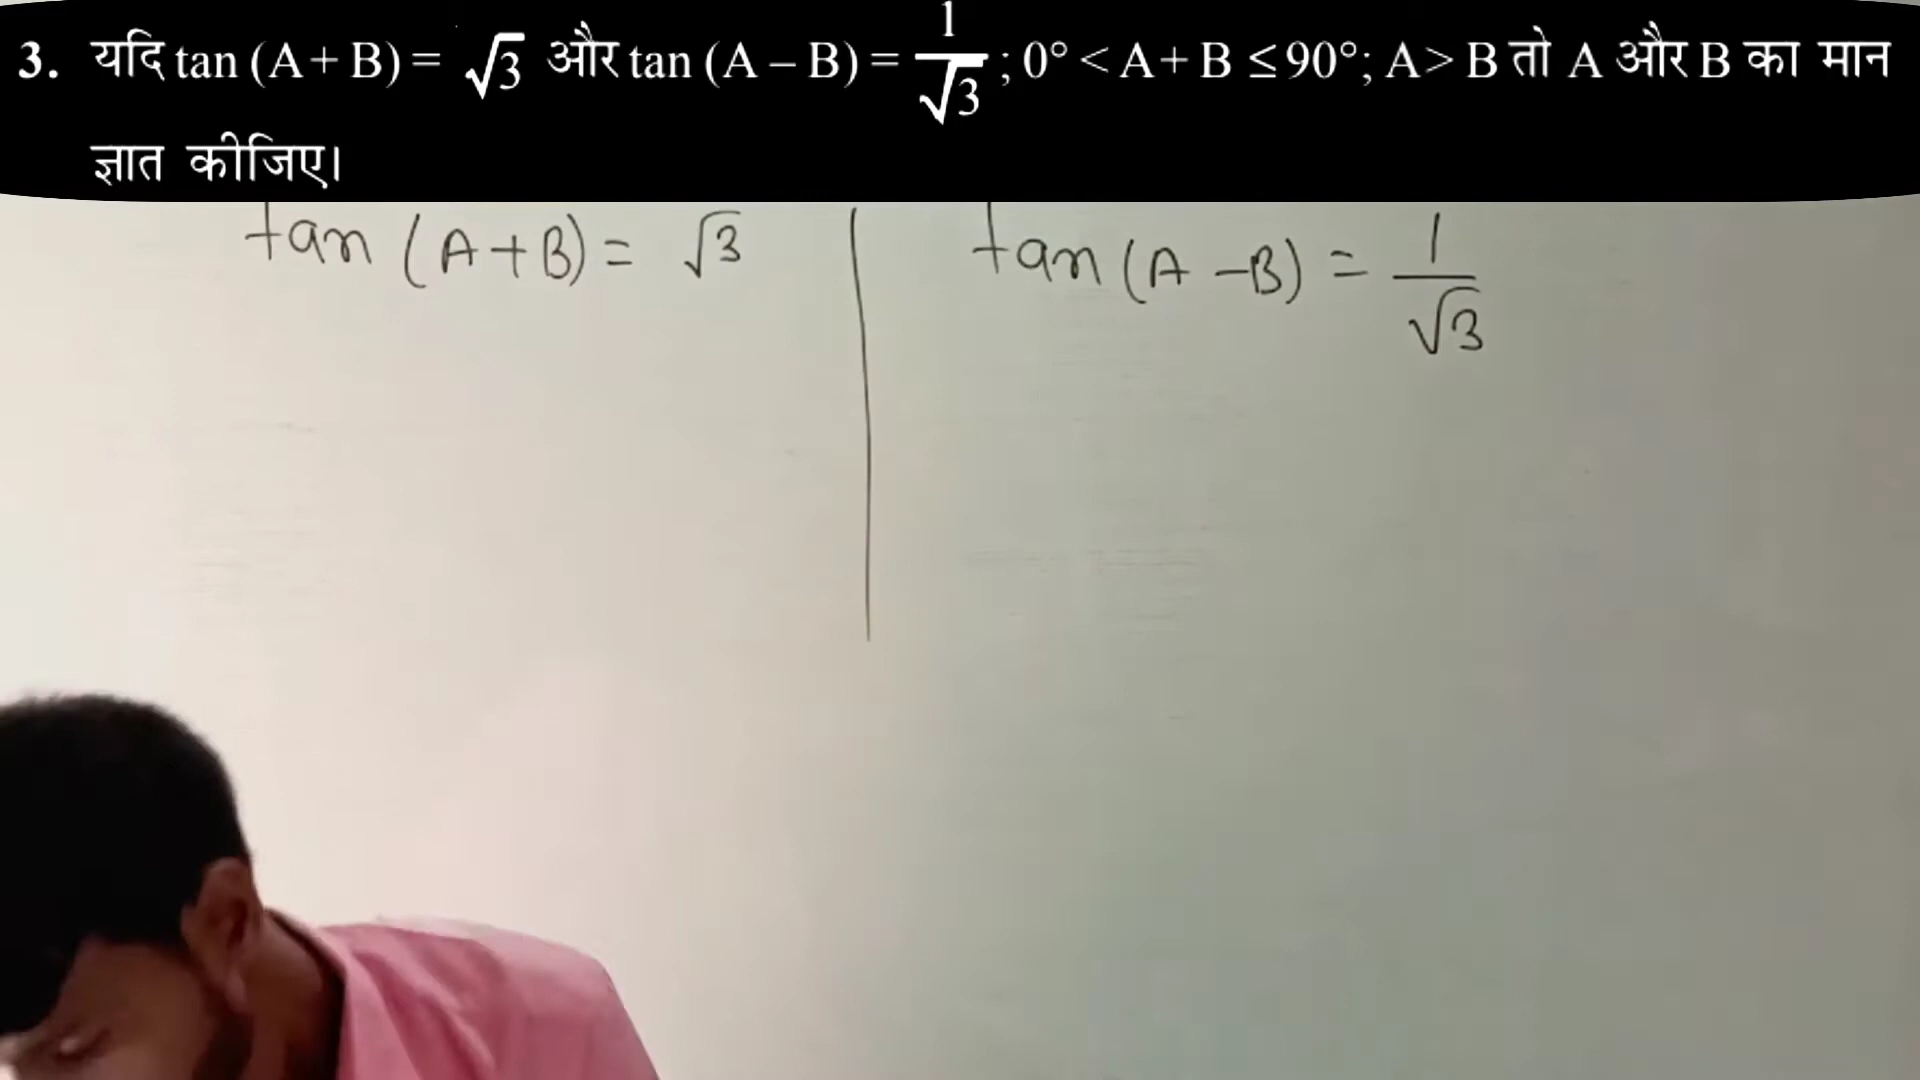 3. यदि tan (A + B) = √3 और tan (A – B) = 1/√3 ; 0° < A + B ≤ 90°; A > B तो A और B का मान
ज्ञात कीजिए।
tan (A+B) = √3
tan (A -B) = 1/√3